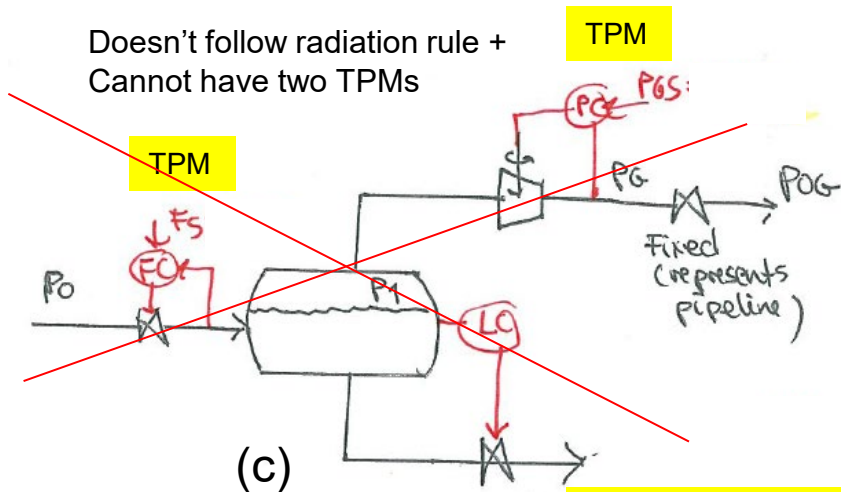 Doesn't follow radiation rule +
Cannot have two TPMs
TPM
TPM
PC
PGS
Fs
FC
PG
POG
P0
P1
LC
Fixed
(represents
pipeline)
(c)